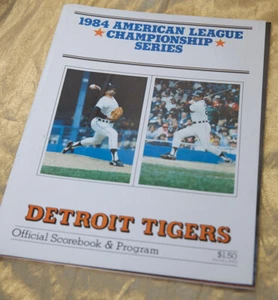 1984 AMERICAN LEAGUE
★ CHAMPIONSHIP ★
SERIES
DETROIT TIGERS
Official Scorebook & Program
$1.50